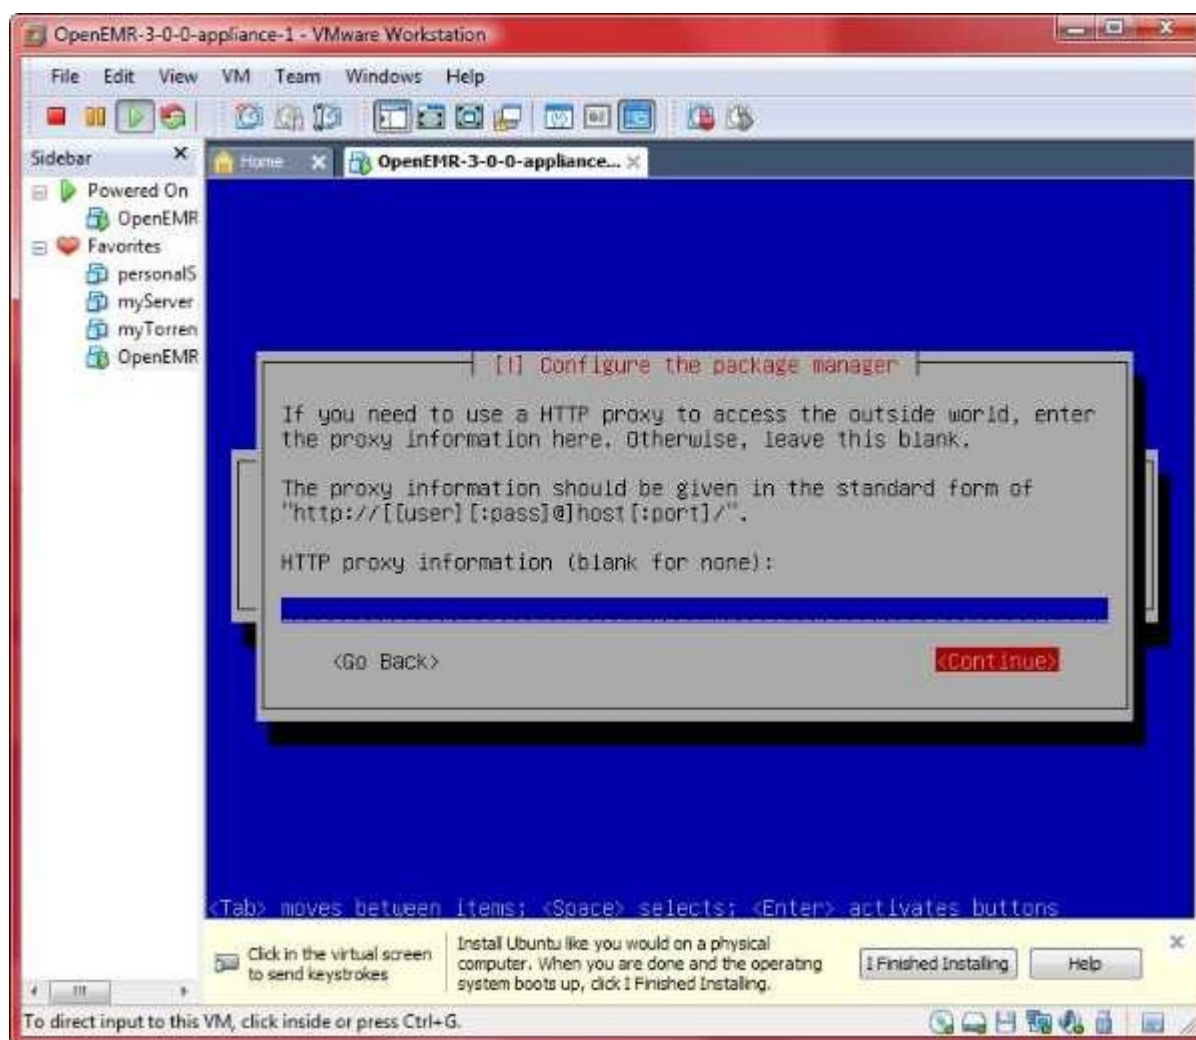 OpenEMR-3-0-0-appliance-1 - VMware Workstation
File Edit View VM Team Windows Help
Sidebar
Home
OpenEMR-3-0-0-appliance...
Powered On
OpenEMR
Favorites
personalS
myServer
myTorren
OpenEMR
[!] Configure the package manager
If you need to use a HTTP proxy to access the outside world, enter
the proxy information here. Otherwise, leave this blank.
The proxy information should be given in the standard form of
"http://[[user][:pass]@]host[:port]/".
HTTP proxy information (blank for none):
<Go Back> <Continue>
<Tab> moves between items; <Space> selects; <Enter> activates buttons
Click in the virtual screen
to send keystrokes
Install Ubuntu like you would on a physical
computer. When you are done and the operating
system boots up, click I Finished Installing.
I Finished Installing
Help
To direct input to this VM, click inside or press Ctrl+G.